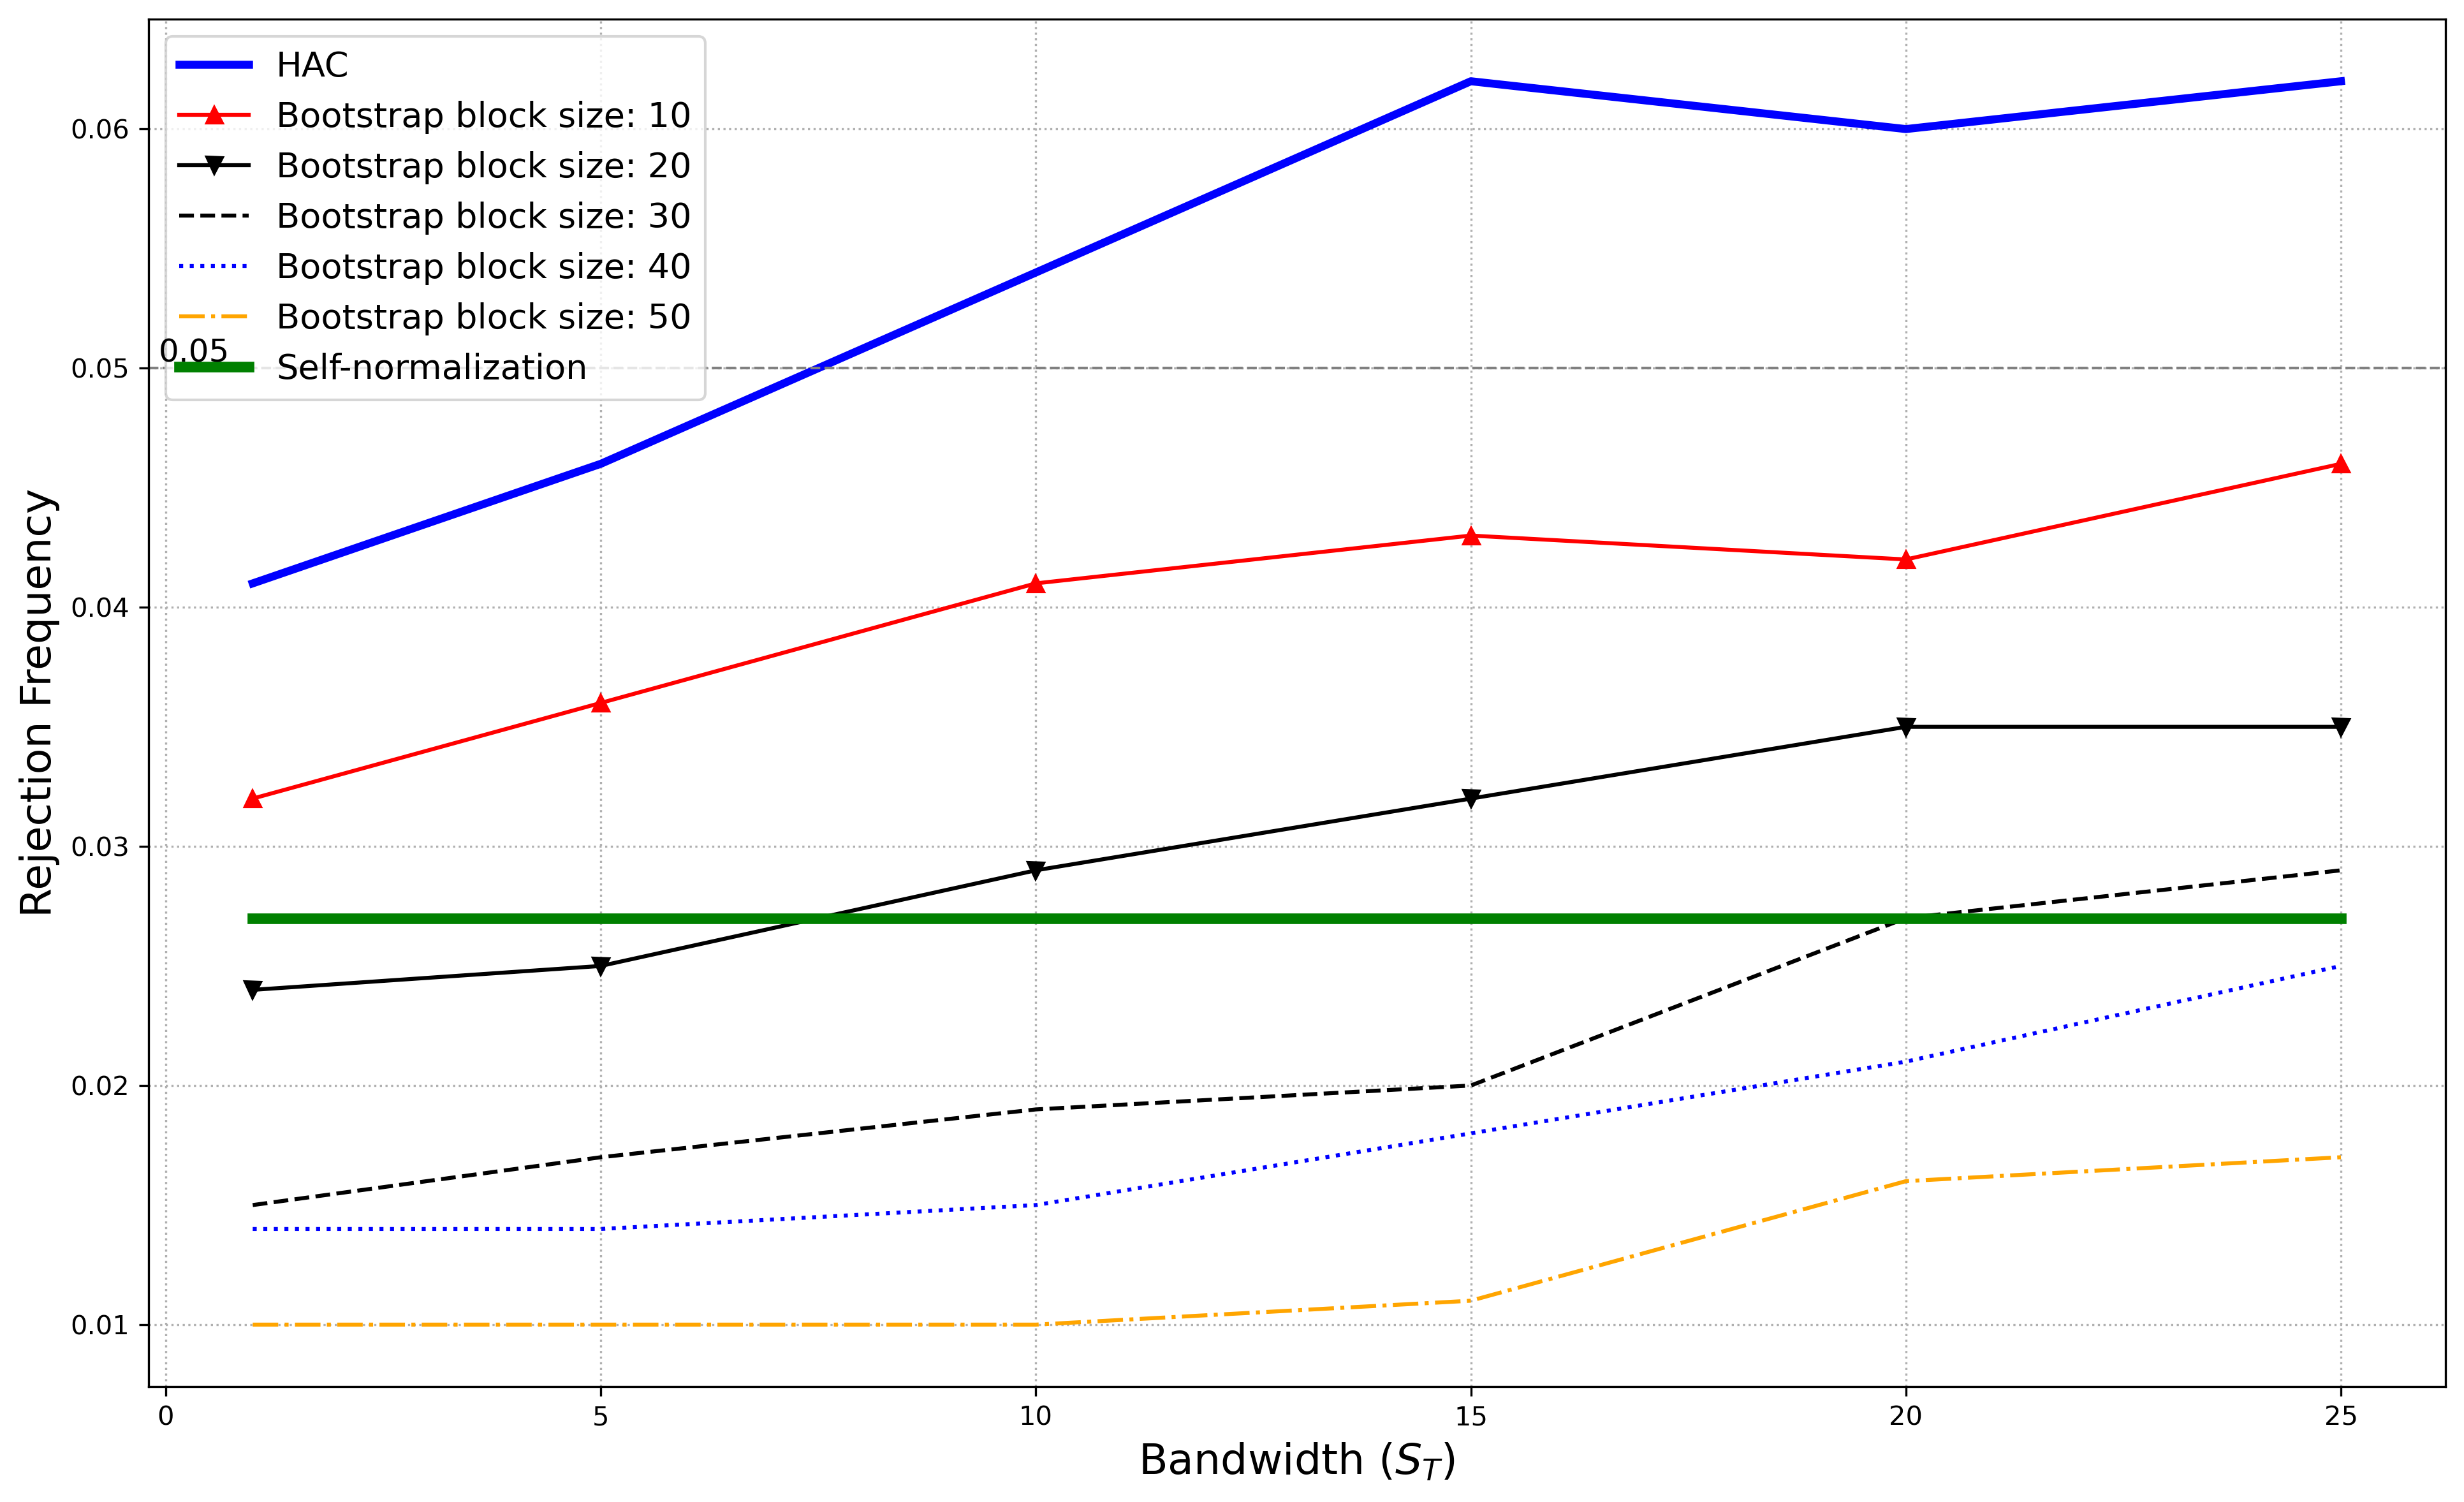 HAC
Bootstrap block size: 10
Bootstrap block size: 20
Bootstrap block size: 30
Bootstrap block size: 40
Bootstrap block size: 50
0.05
Self-normalization
0.06
0.05
0.04
0.03
0.02
0.01
Rejection Frequency
0 5 10 15 20 25
Bandwidth (S_T)